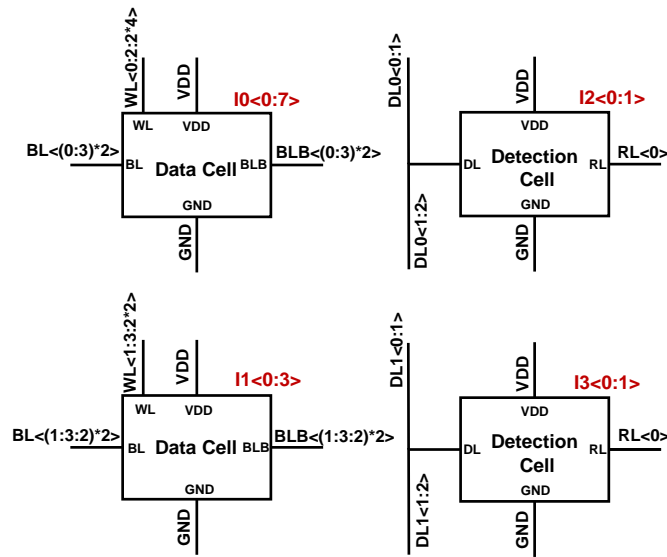 WL<0:2:2*4>
VDD
I0<0:7>
WL
VDD
BL<(0:3)*2>
BL
Data Cell
BLB
BLB<(0:3)*2>
GND
GND
DL0<0:1>
VDD
I2<0:1>
VDD
DL
Detection
Cell
RL
RL<0>
GND
DL0<1:2>
GND
WL<1:3:2*2>
VDD
I1<0:3>
WL
VDD
BL<(1:3:2)*2>
BL
Data Cell
BLB
BLB<(1:3:2)*2>
GND
GND
DL1<0:1>
VDD
I3<0:1>
VDD
DL
Detection
Cell
RL
RL<0>
GND
DL1<1:2>
GND